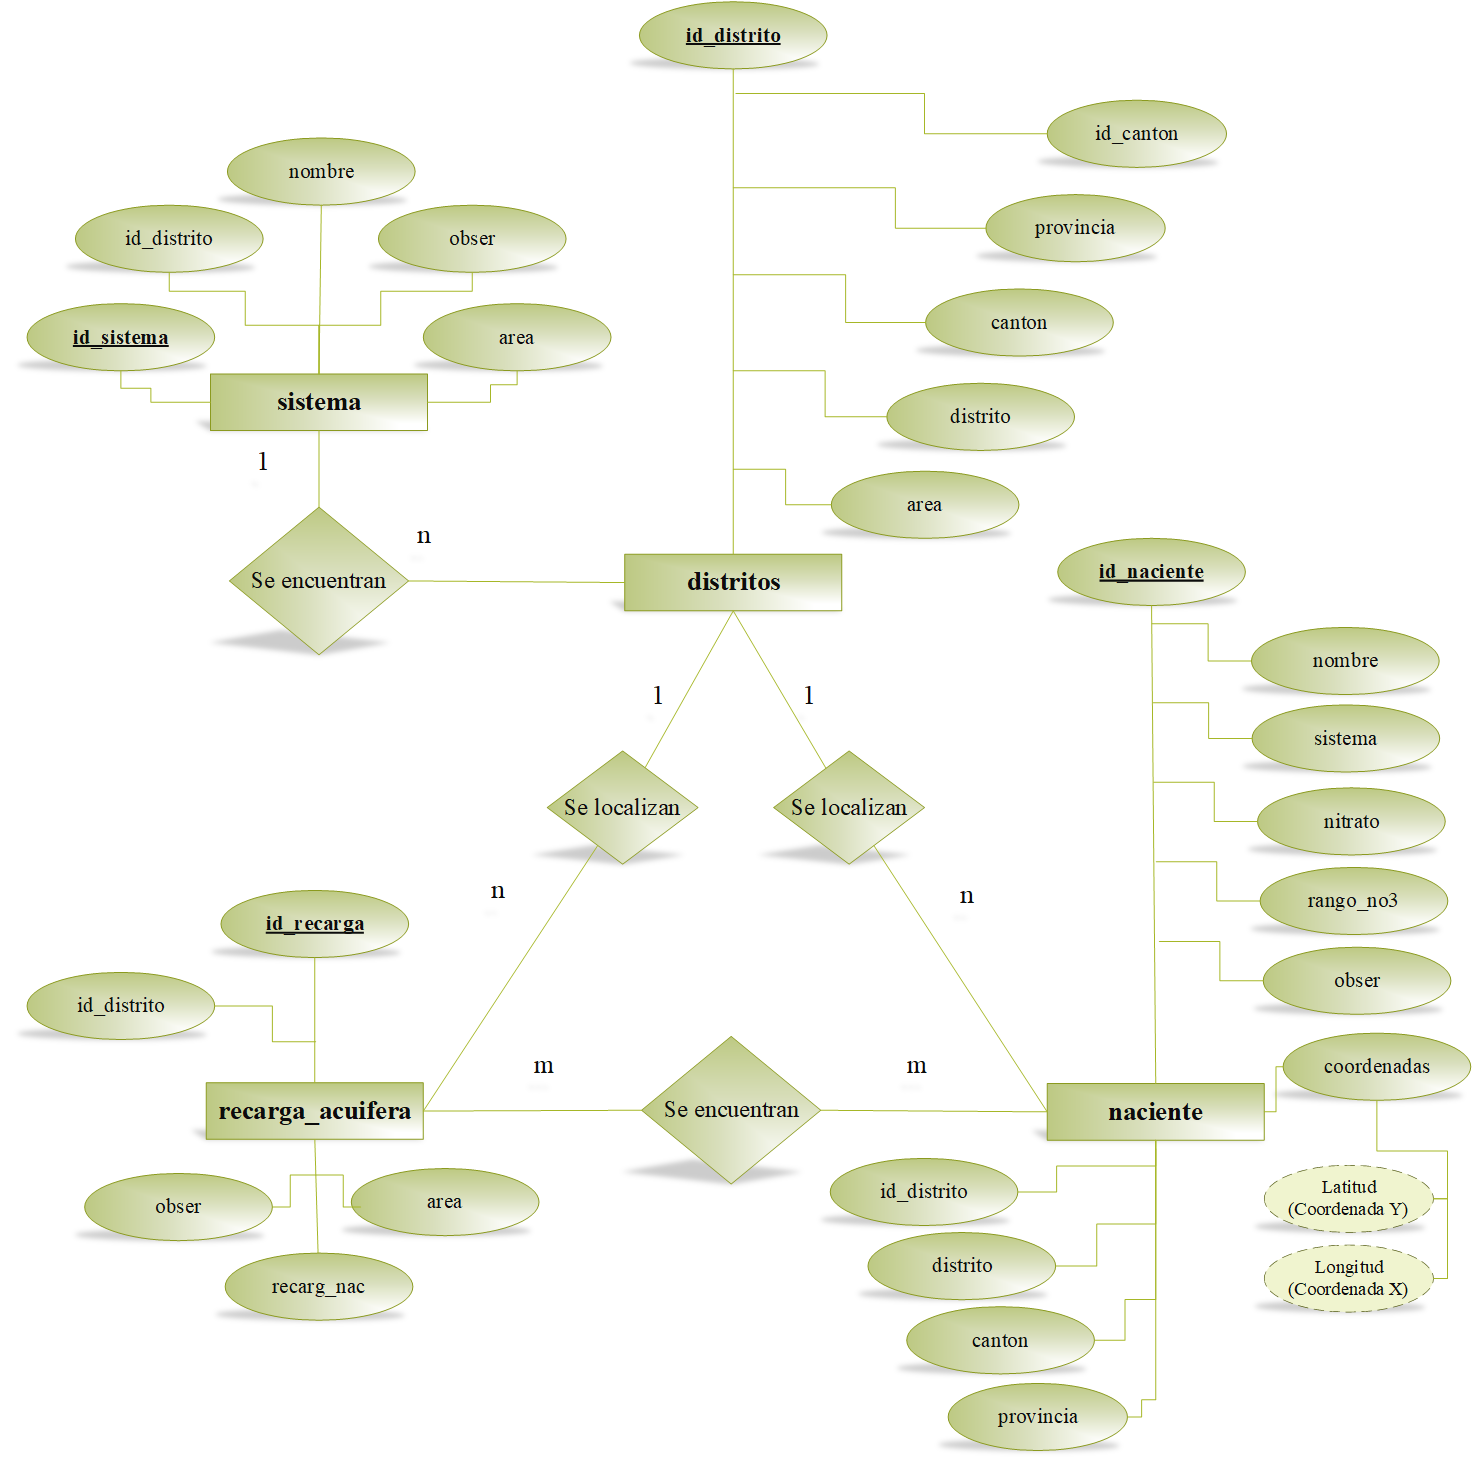 id_distrito
id_canton
nombre
provincia
id_distrito
obser
canton
id_sistema
area
sistema
distrito
1
area
n
Se encuentran
distritos
id_naciente
nombre
1
1
sistema
Se localizan
Se localizan
nitrato
n
n
rango_no3
id_recarga
obser
id_distrito
m
m
coordenadas
recarga_acuifera
Se encuentran
naciente
Latitud
(Coordenada Y)
id_distrito
obser
area
distrito
Longitud
(Coordenada X)
recarg_nac
canton
provincia